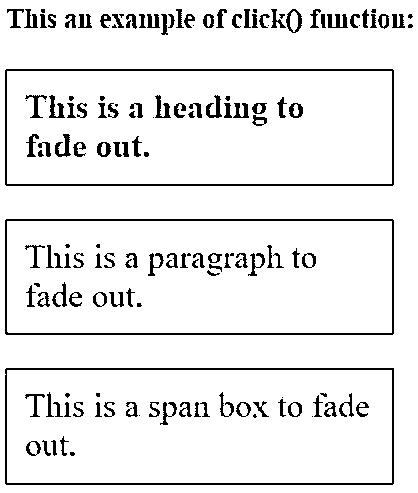 This an example of click() function:
This is a heading to
fade out.
This is a paragraph to
fade out.
This is a span box to fade
out.